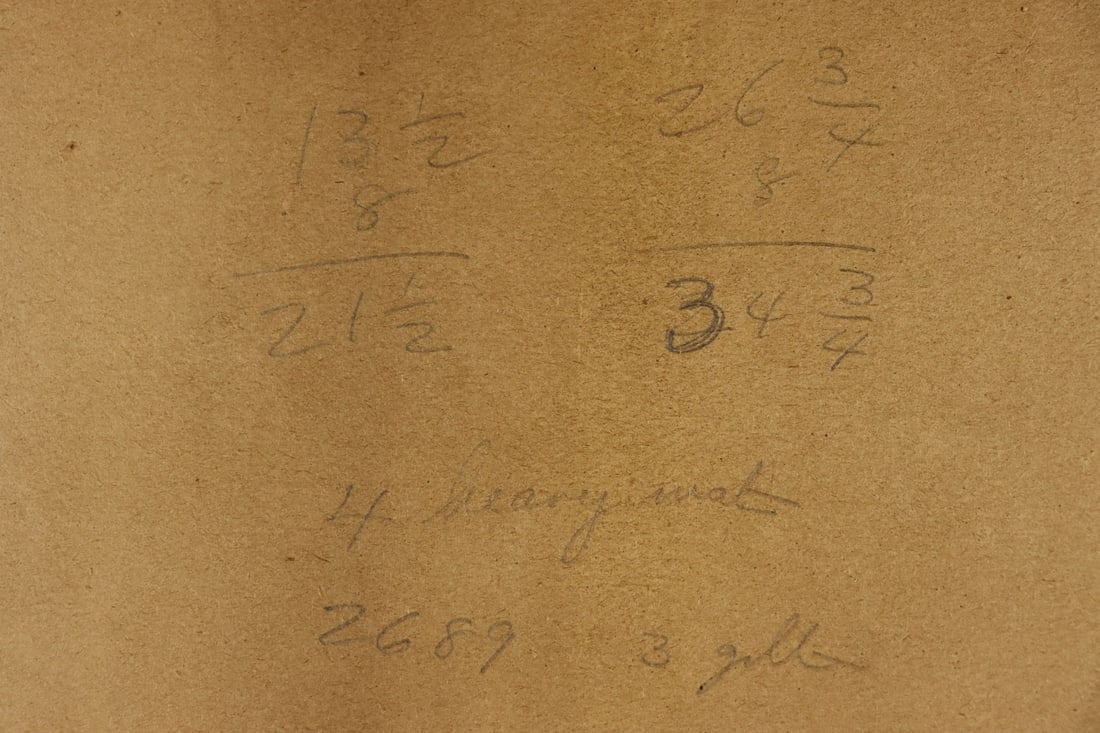 13 1/2 26 3/4
8 8
21 1/2 34 3/4
4 heavy mat
2689 3